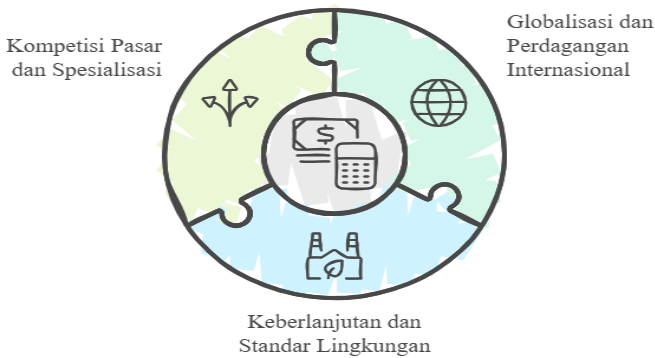 Kompetisi Pasar
dan Spesialisasi
Globalisasi dan
Perdagangan
Internasional
$
Keberlanjutan dan
Standar Lingkungan